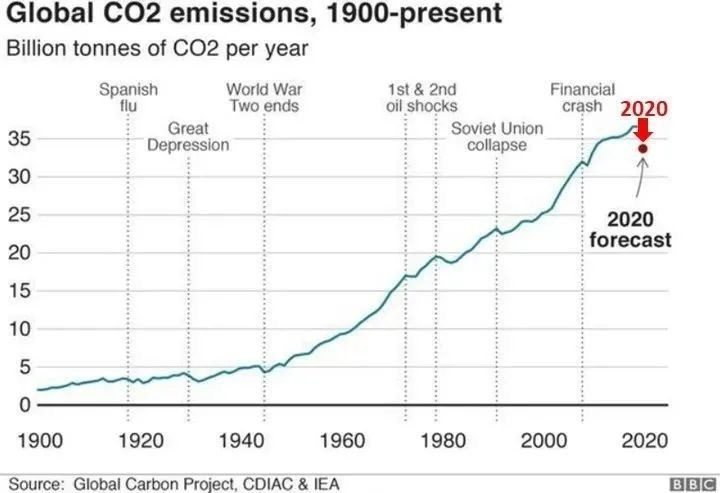 Global CO2 emissions, 1900-present
Billion tonnes of CO2 per year
Spanish
flu
Great
Depression
World War
Two ends
1st & 2nd
oil shocks
Soviet Union
collapse
Financial
crash
2020
2020
forecast
35
30
25
20
15
10
5
0
1900
1920
1940
1960
1980
2000
2020
Source: Global Carbon Project, CDIAC & IEA
BBC